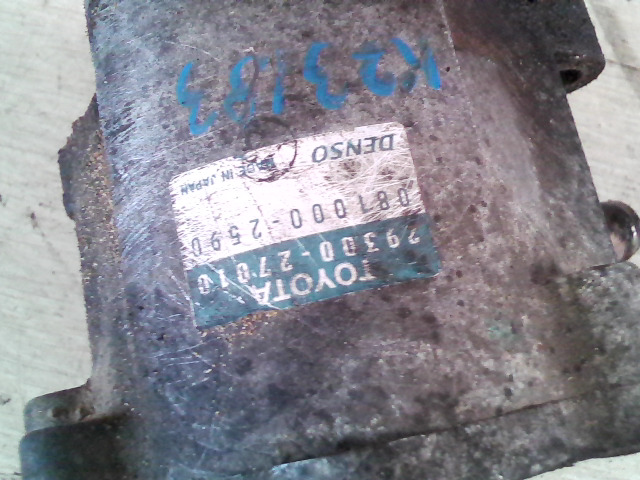 TOYOTA
29300-27010
081000-2590
DENSO MADE IN JAPAN
K23183